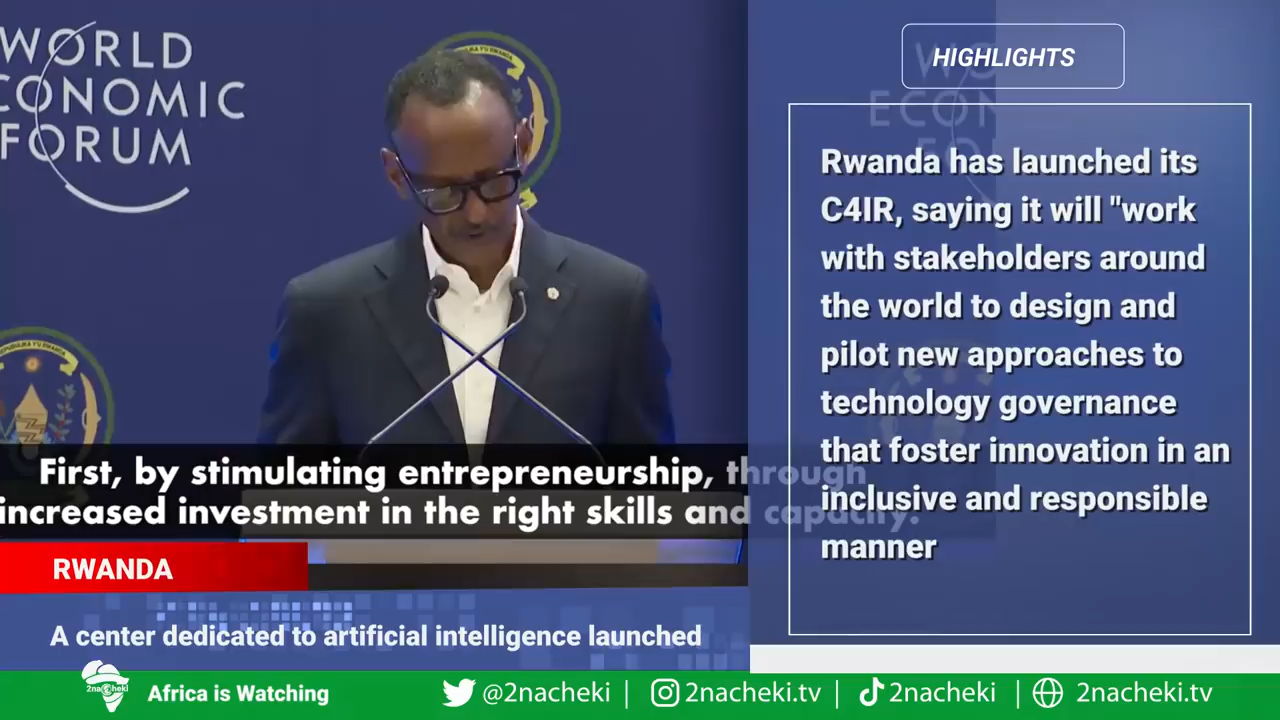 WORLD
ECONOMIC
FORUM
HIGHLIGHTS
Rwanda has launched its
C4IR, saying it will "work
with stakeholders around
the world to design and
pilot new approaches to
technology governance
that foster innovation in an
inclusive and responsible
manner
First, by stimulating entrepreneurship, through
increased investment in the right skills and capacity.
RWANDA
A center dedicated to artificial intelligence launched
2nacheki
Africa is Watching
@2nacheki |
2nacheki.tv |
2nacheki |
2nacheki.tv